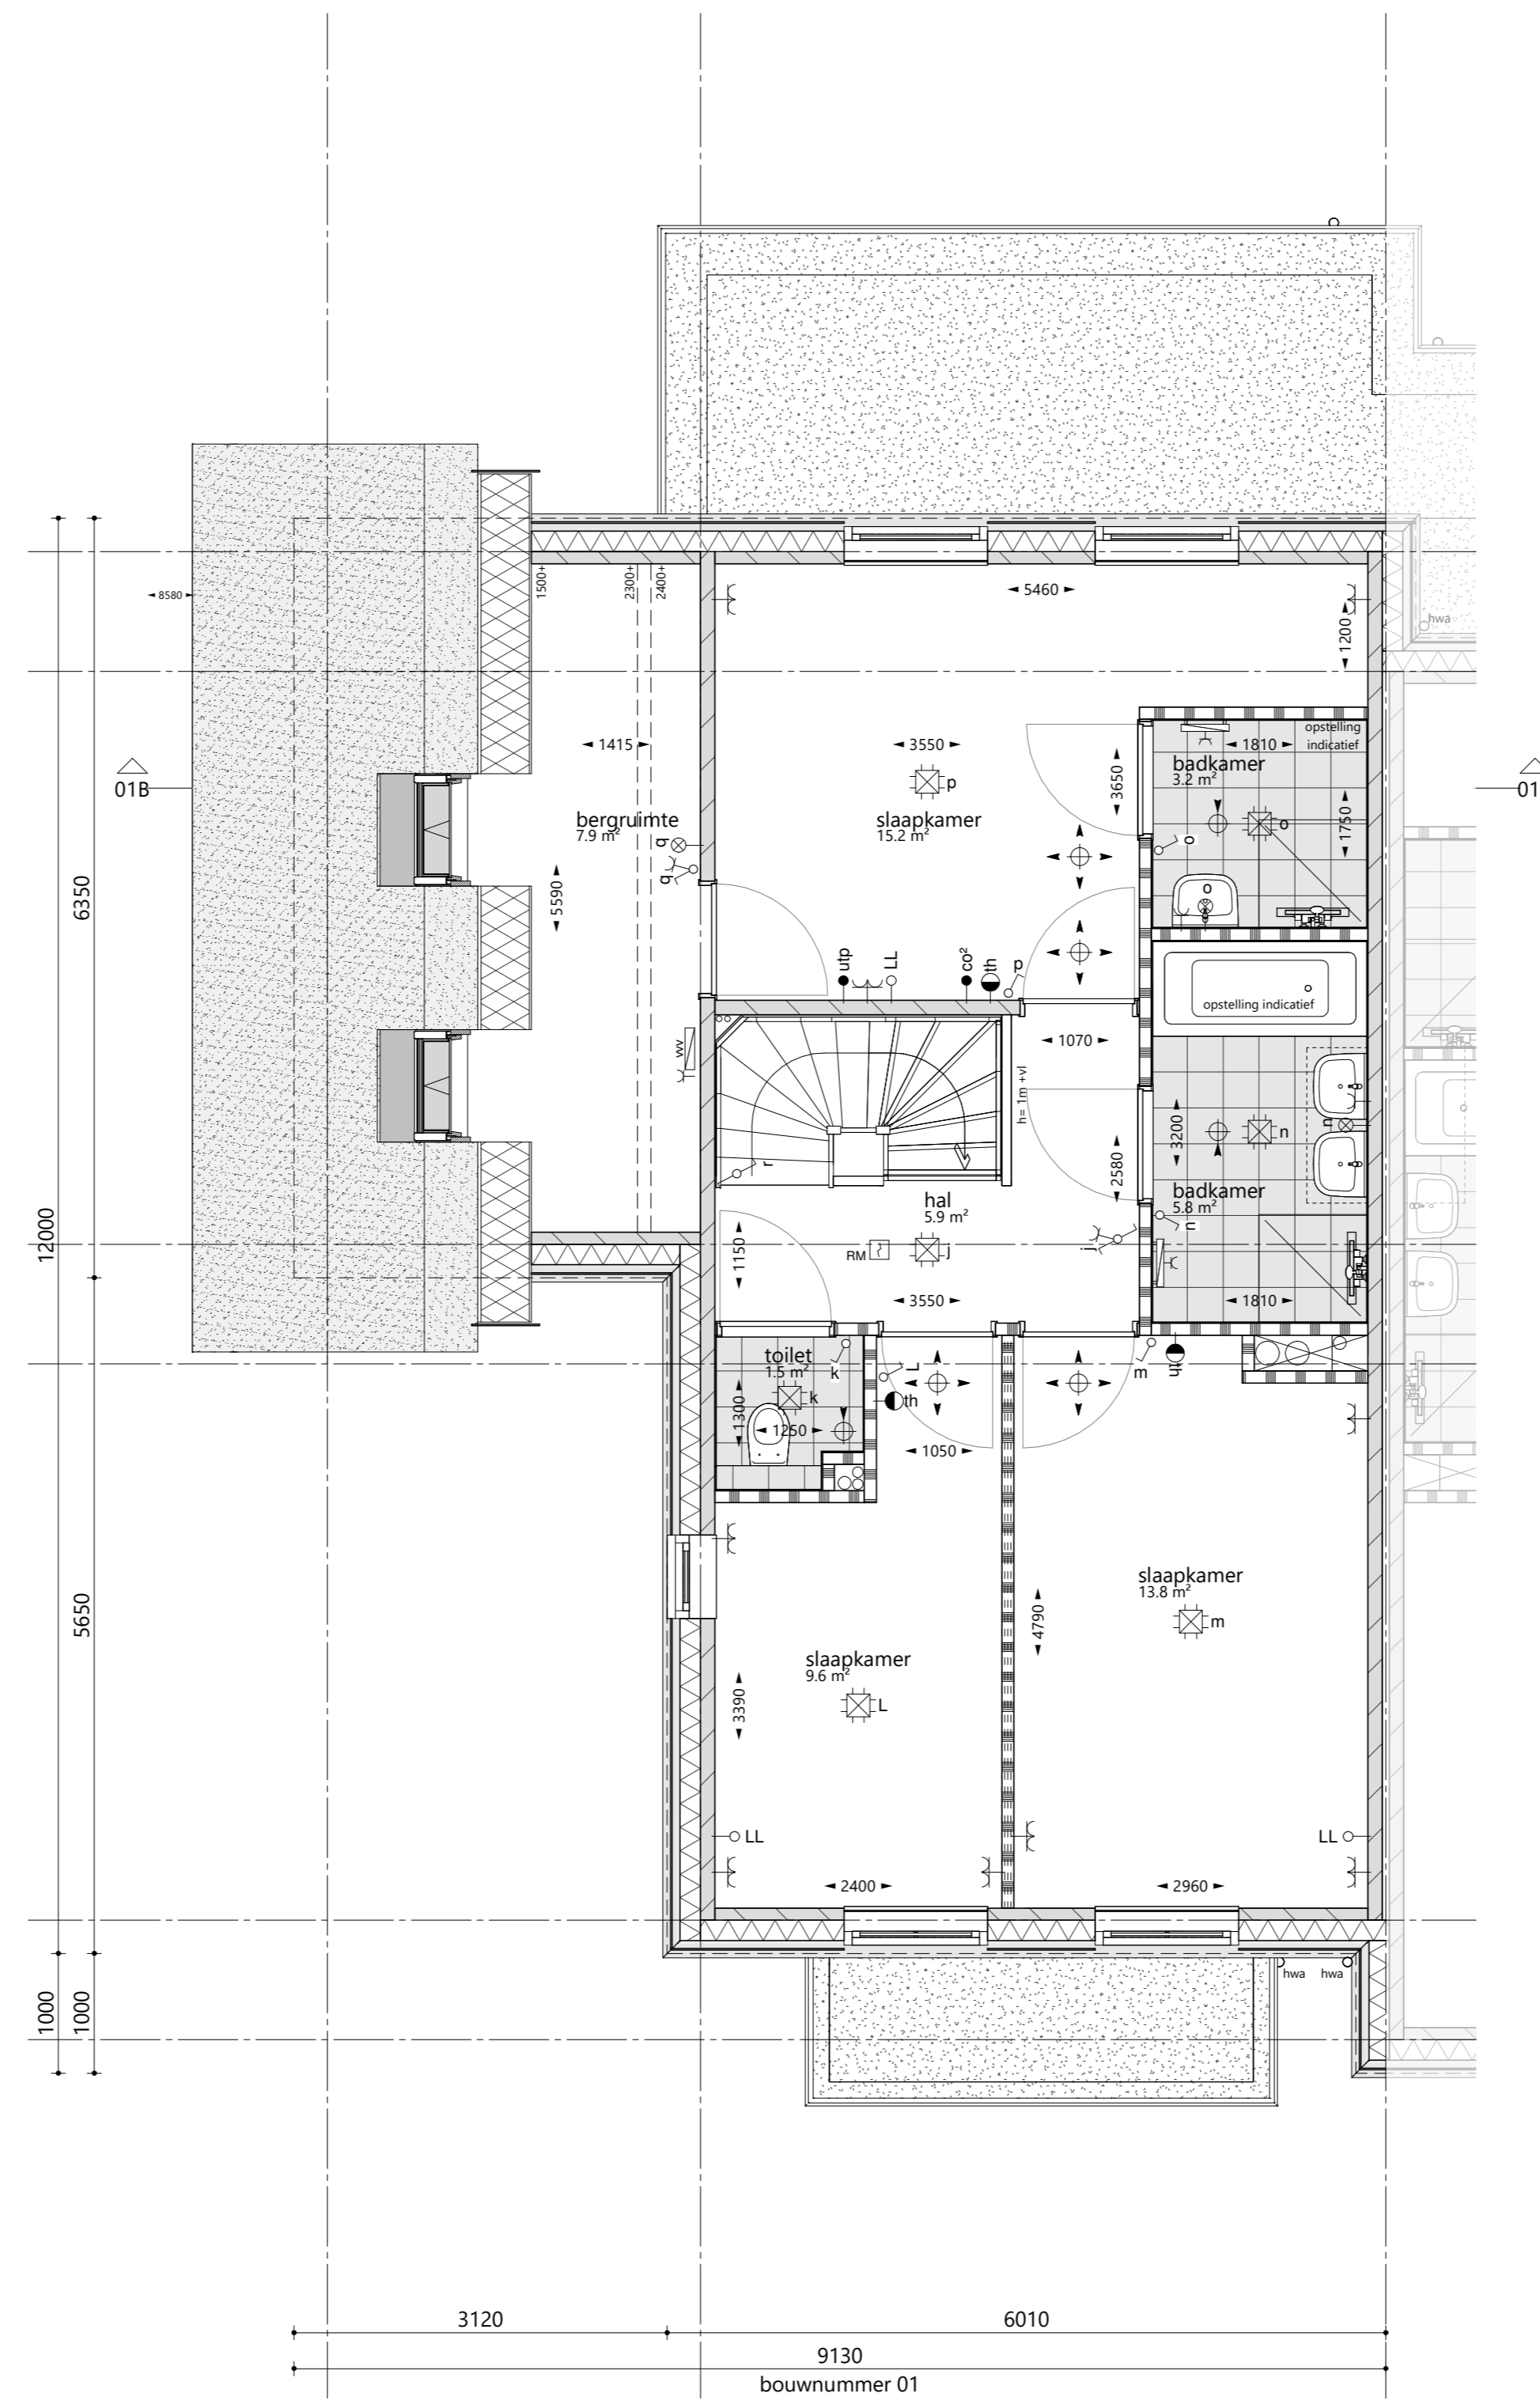 hwa
8580
1500+
2300+
2400+
5460
1200
01B
1415
3550
3650
1810
opstelling
indicatief
badkamer
3.2 m²
01
p
bergruimte
7.9 m²
slaapkamer
15.2 m²
o
1750
q
o
q
o
6350
5590
utp
LL
co²
th
p
opstelling indicatief
1070
wv
h= 1m +vl
r
3200
n
n
2580
hal
5.9 m²
badkamer
5.8 m²
n
12000
1150
RM
j
j
3550
1810
toilet
1.5 m²
k
L
m
th
k
th
1300
1250
1050
5650
slaapkamer
13.8 m²
4790
m
slaapkamer
9.6 m²
3390
L
LL
LL
2400
2960
hwa
hwa
1000
1000
3120
6010
9130
bouwnummer 01